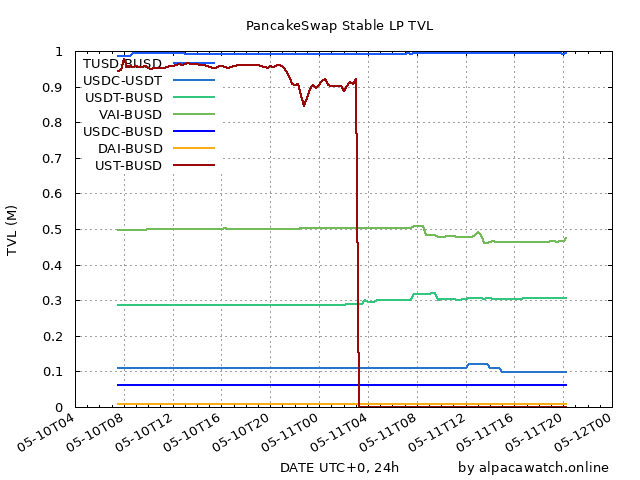 PancakeSwap Stable LP TVL
1
0.9
0.8
0.7
0.6
0.5
0.4
0.3
0.2
0.1
0
TVL (M)
TUSD-BUSD
USDC-USDT
USDT-BUSD
VAI-BUSD
USDC-BUSD
DAI-BUSD
UST-BUSD
05-10T04
05-10T08
05-10T12
05-10T16
05-10T20
05-11T00
05-11T04
05-11T08
05-11T12
05-11T16
05-11T20
05-12T00
DATE UTC+0, 24h
by alpacawatch.online